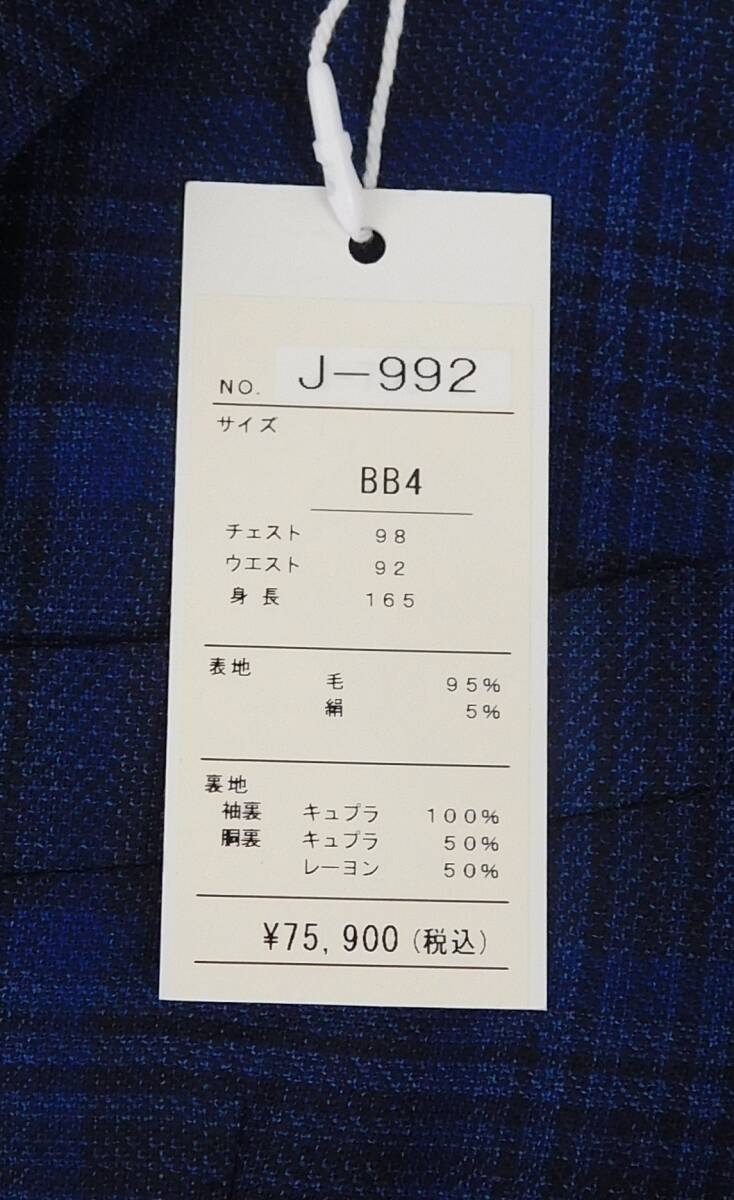 NO. J-992
サイズ
BB4
チェスト 98
ウエスト 92
身長 165
表地
毛 95%
絹 5%
裏地
袖裏 キュプラ 100%
胴裏 キュプラ 50%
レーヨン 50%
¥75,900(税込)